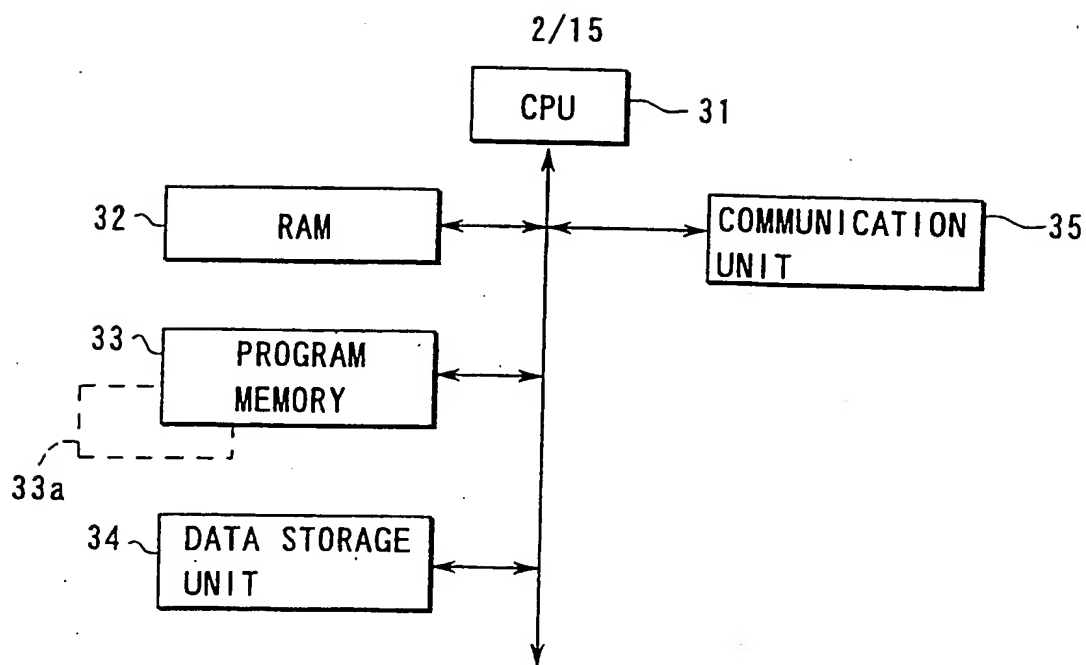 2/15
CPU
31
32
RAM
COMMUNICATION
UNIT
35
33
PROGRAM
MEMORY
33a
34
DATA STORAGE
UNIT